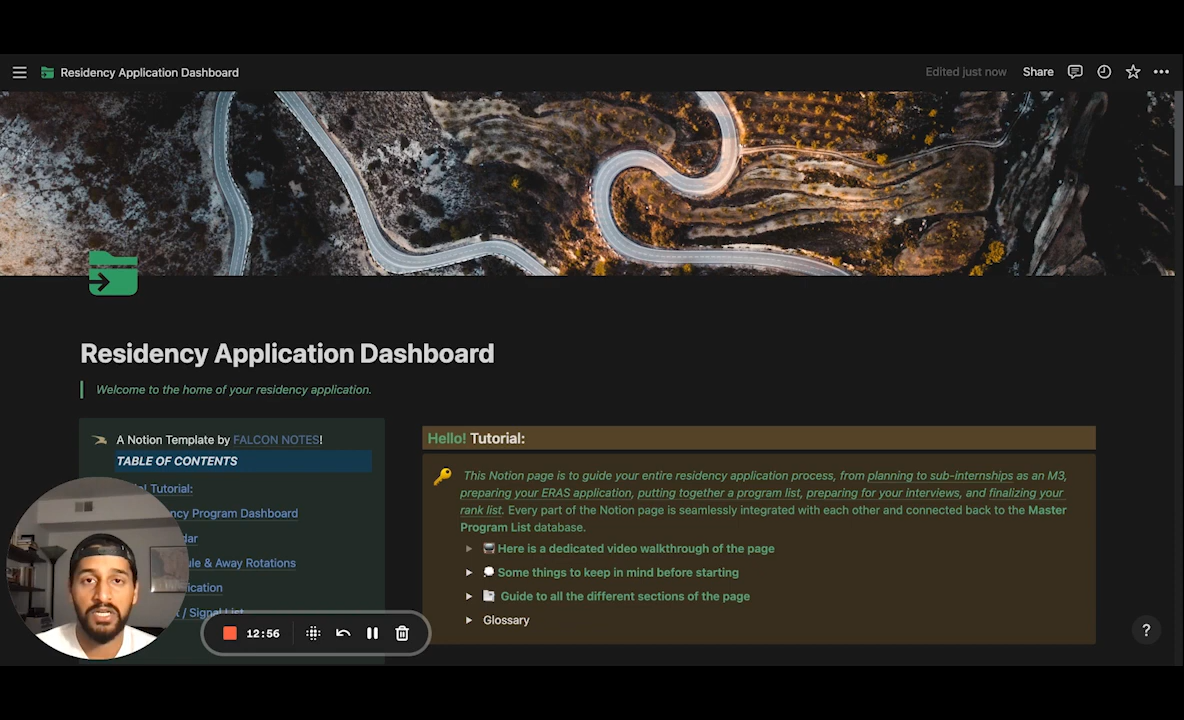 Residency Application Dashboard
Edited just now
Share
Residency Application Dashboard
Welcome to the home of your residency application.
A Notion Template by FALCON NOTES!
TABLE OF CONTENTS
Tutorial:
Program Dashboard
& Away Rotations
/ Signal List
12:56
Hello! Tutorial:
This Notion page is to guide your entire residency application process, from planning to sub-internships as an M3,
preparing your ERAS application, putting together a program list, preparing for your interviews, and finalizing your
rank list. Every part of the Notion page is seamlessly integrated with each other and connected back to the Master
Program List database.
Here is a dedicated video walkthrough of the page
Some things to keep in mind before starting
Guide to all the different sections of the page
Glossary
?